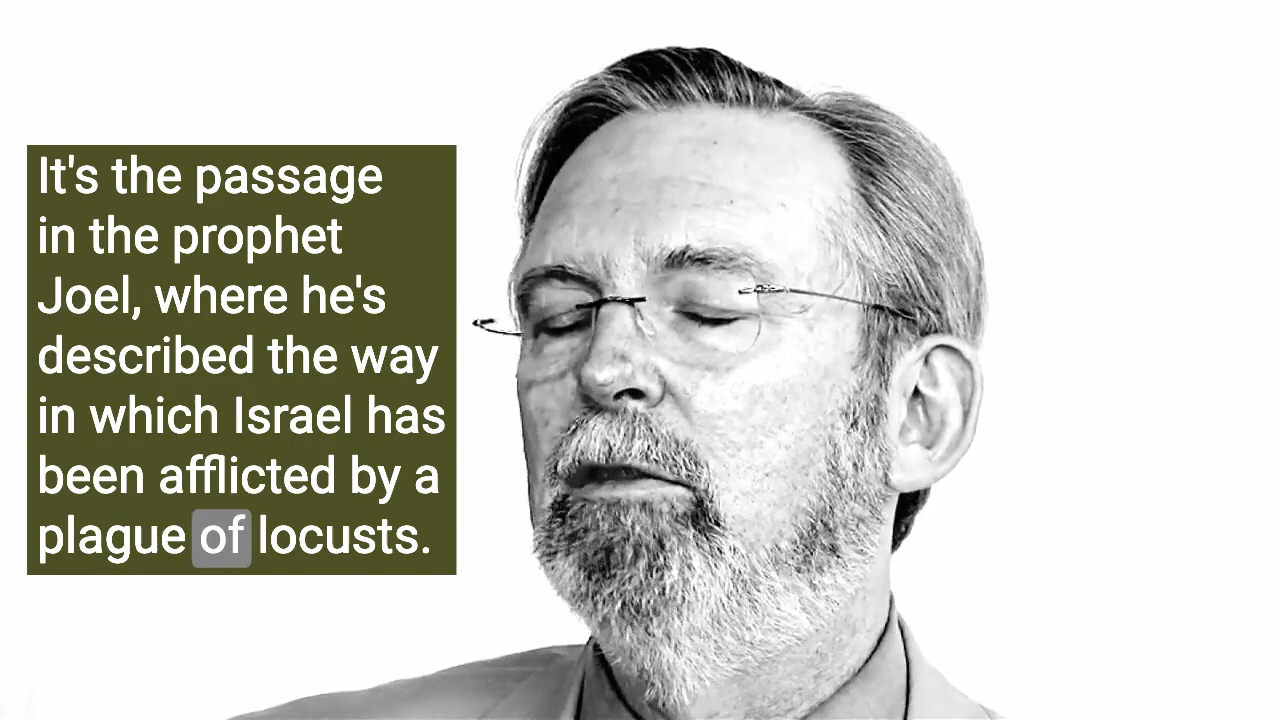 It's the passage
in the prophet
Joel, where he's
described the way
in which Israel has
been afflicted by a
plague of locusts.